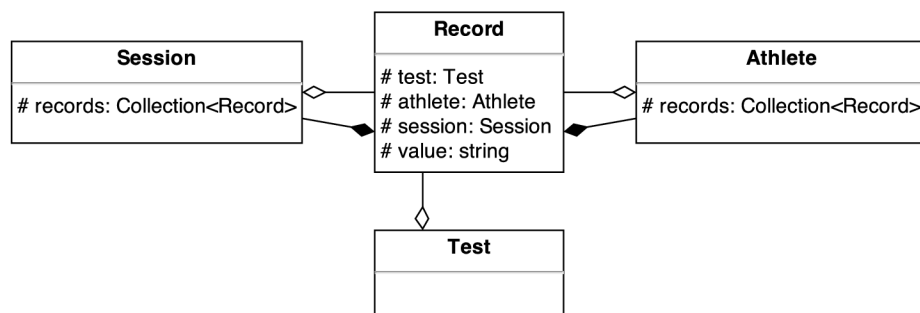 Session
# records: Collection<Record>
Record
# test: Test
# athlete: Athlete
# session: Session
# value: string
Athlete
# records: Collection<Record>
Test